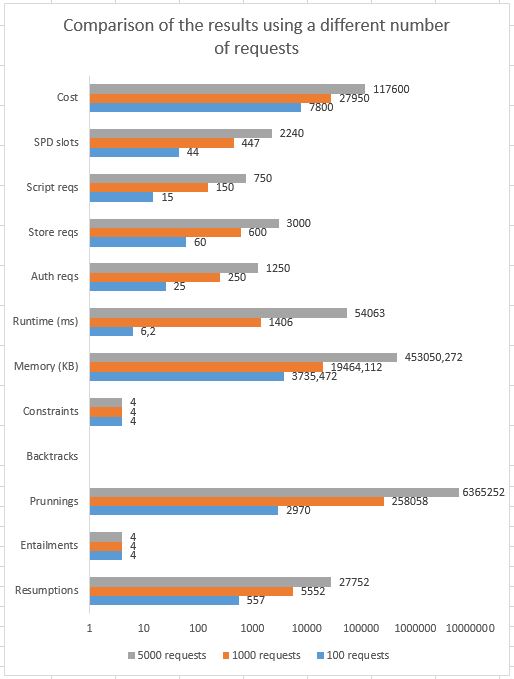 Comparison of the results using a different number
of requests
Cost
117600
27950
7800
SPD slots
2240
447
44
Script reqs
750
150
15
Store reqs
3000
600
60
Auth reqs
1250
250
25
Runtime (ms)
54063
1406
6,2
Memory (KB)
453050,272
19464,112
3735,472
Constraints
4
4
4
Backtracks
Prunnings
6365252
258058
2970
Entailments
4
4
4
Resumptions
27752
5552
557
1 10 100 1000 10000 100000 1000000 10000000
5000 requests 1000 requests 100 requests